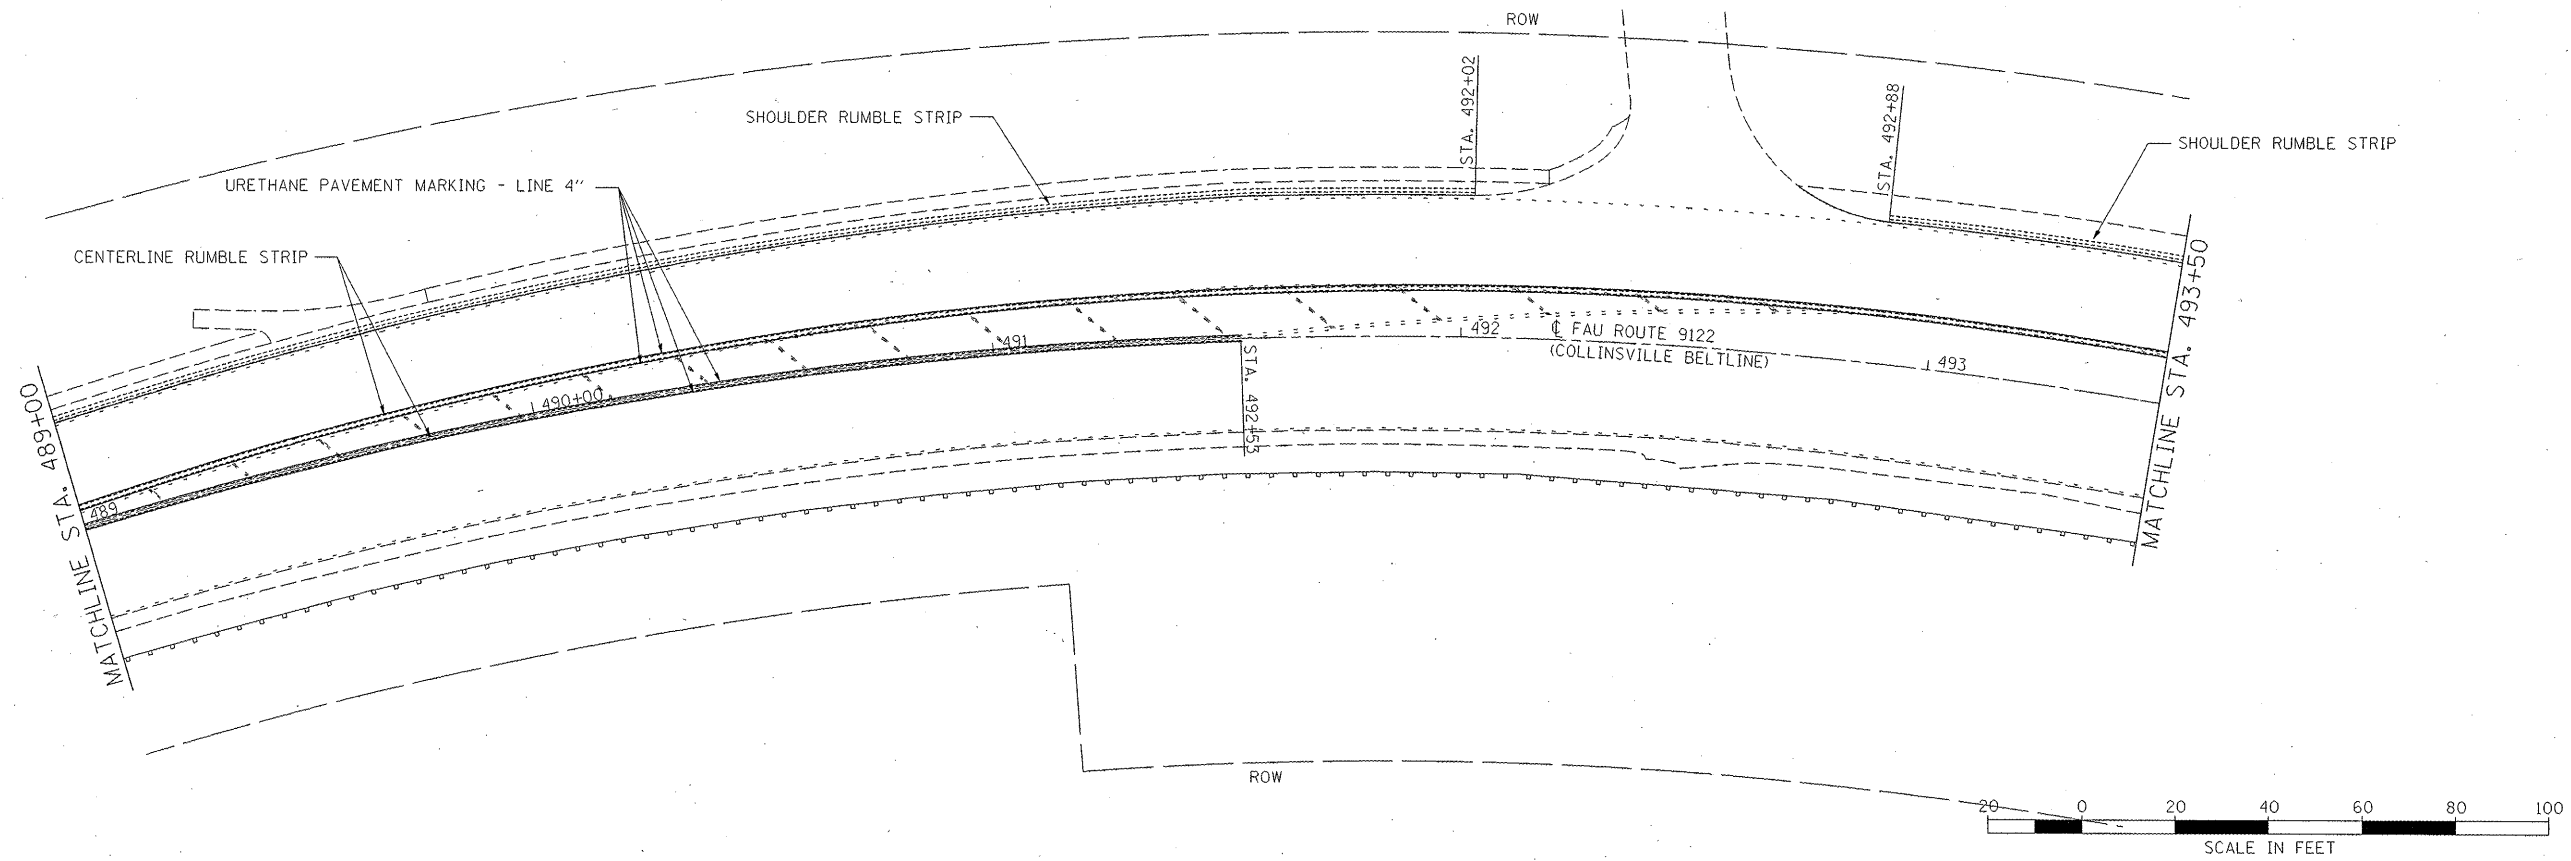 ROW
STA. 492+02
SHOULDER RUMBLE STRIP
STA. 492+88
SHOULDER RUMBLE STRIP
URETHANE PAVEMENT MARKING - LINE 4"
CENTERLINE RUMBLE STRIP
MATCHLINE STA. 489+00
489
490+00
491
492
℄ FAU ROUTE 9122
(COLLINSVILLE BELTLINE)
493
STA. 492+53
MATCHLINE STA. 493+50
ROW
20 0 20 40 60 80 100
SCALE IN FEET